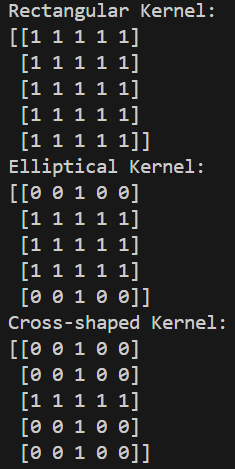 Rectangular Kernel:
[[1 1 1 1 1]
 [1 1 1 1 1]
 [1 1 1 1 1]
 [1 1 1 1 1]
 [1 1 1 1 1]]
Elliptical Kernel:
[[0 0 1 0 0]
 [1 1 1 1 1]
 [1 1 1 1 1]
 [1 1 1 1 1]
 [0 0 1 0 0]]
Cross-shaped Kernel:
[[0 0 1 0 0]
 [0 0 1 0 0]
 [1 1 1 1 1]
 [0 0 1 0 0]
 [0 0 1 0 0]]